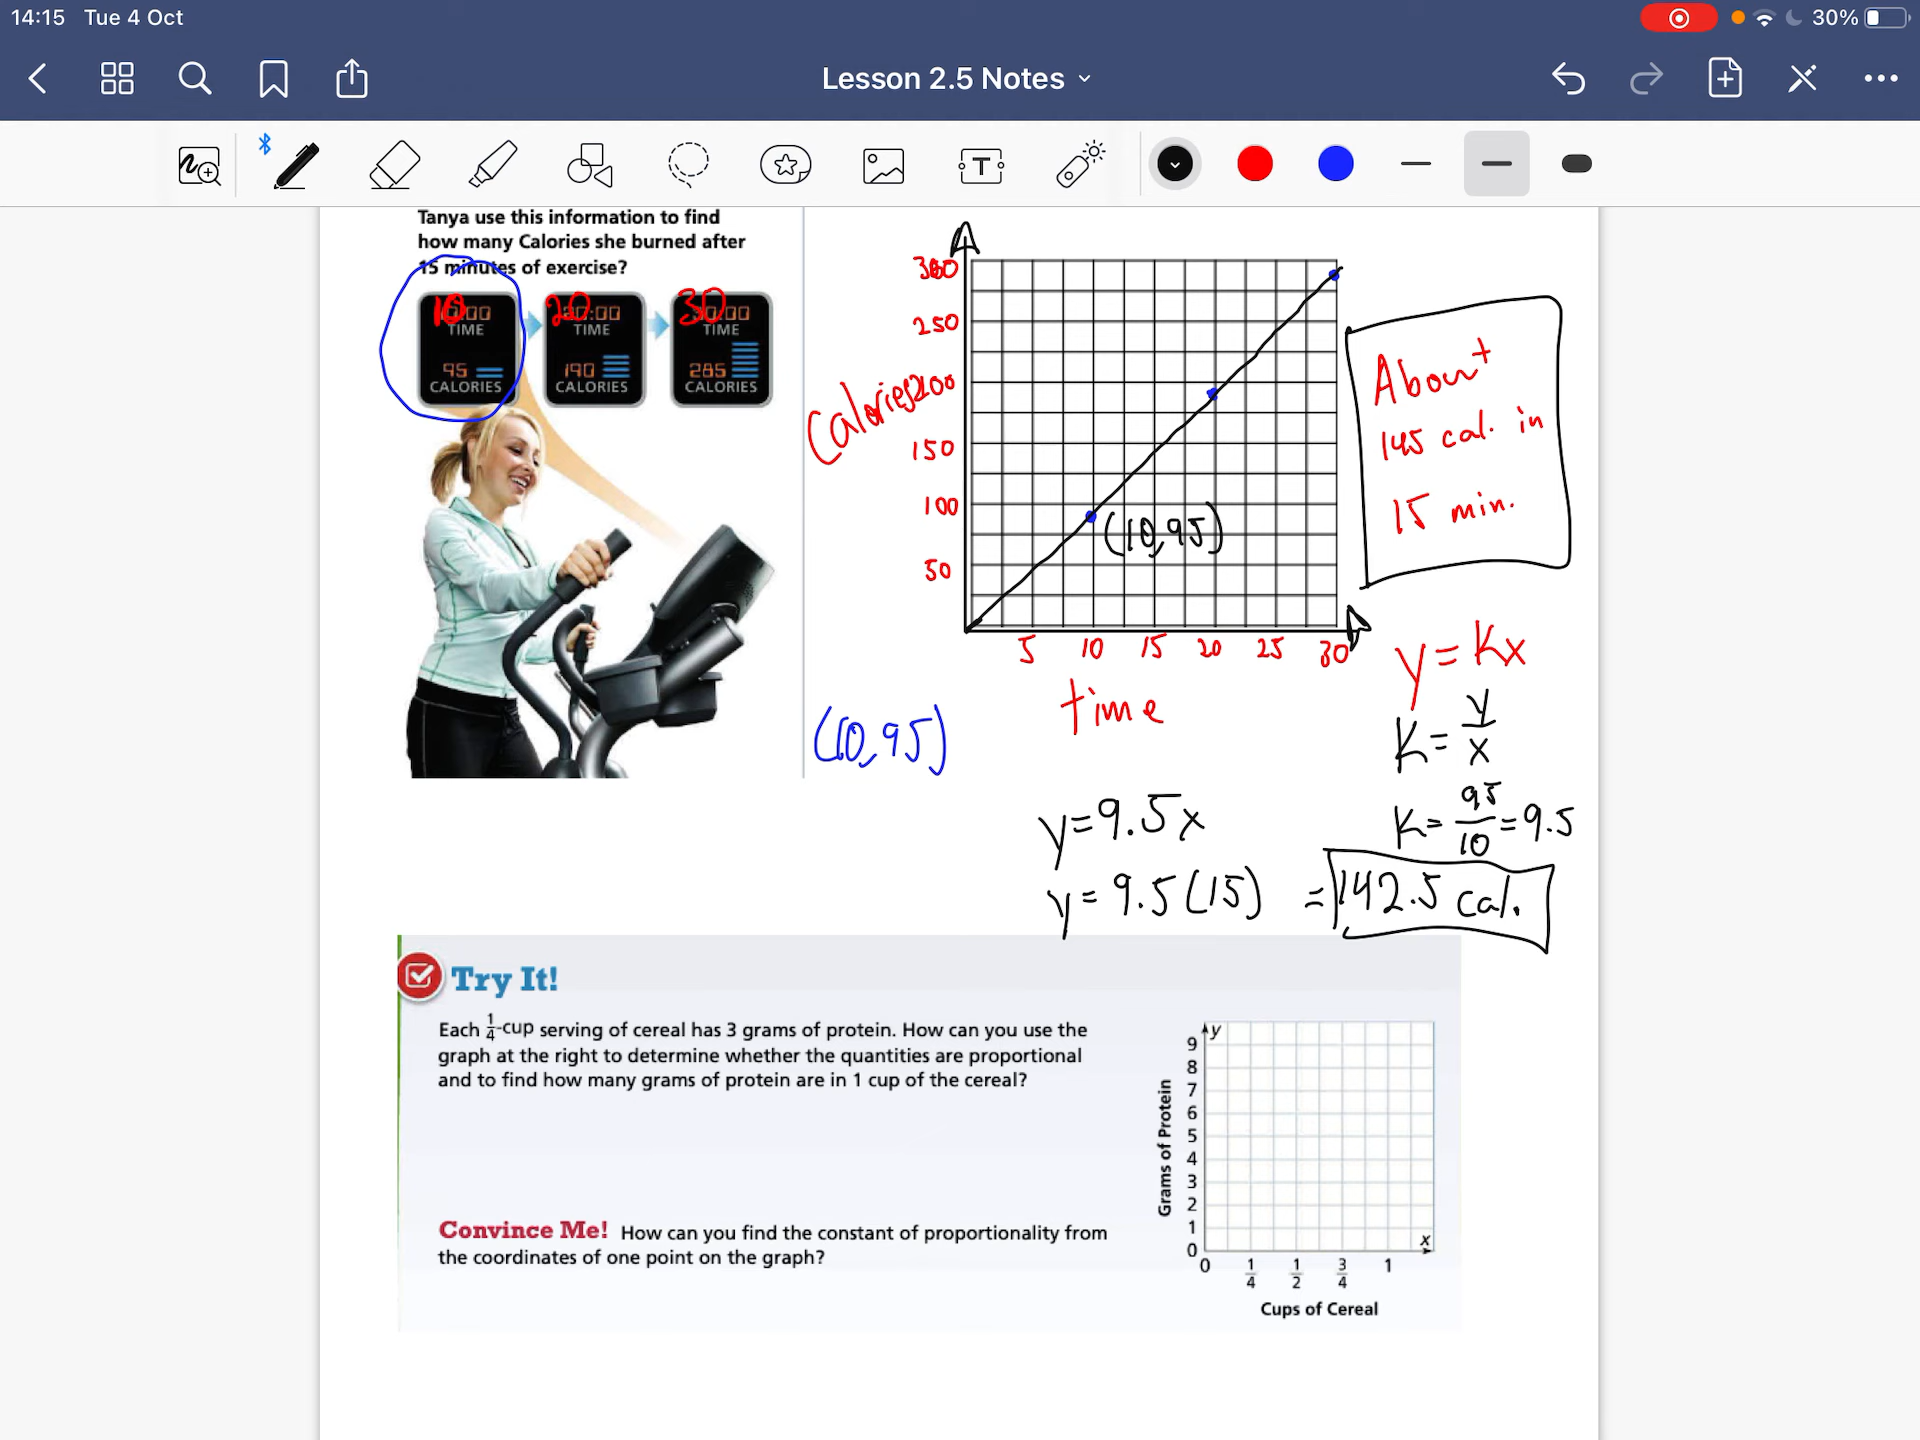 14:15 Tue 4 Oct
30%
Lesson 2.5 Notes
T
Tanya use this information to find
how many Calories she burned after
15 minutes of exercise?
10 20 30
TIME TIME TIME
95 190 285
CALORIES CALORIES CALORIES
300
250
200
150
100
50
Calories
(10,95)
5 10 15 20 25 30
time
About
145 cal. in
15 min.
(10,95)
y = Kx
K = y/x
K = 95/10 = 9.5
y = 9.5x
y = 9.5(15) = 142.5 cal.
Try It!
Each 1/4-cup serving of cereal has 3 grams of protein. How can you use the
graph at the right to determine whether the quantities are proportional
and to find how many grams of protein are in 1 cup of the cereal?
Convince Me! How can you find the constant of proportionality from
the coordinates of one point on the graph?
y
9
8
7
6
5
4
3
2
1
0
Grams of Protein
x
0 1/4 1/2 3/4 1
Cups of Cereal